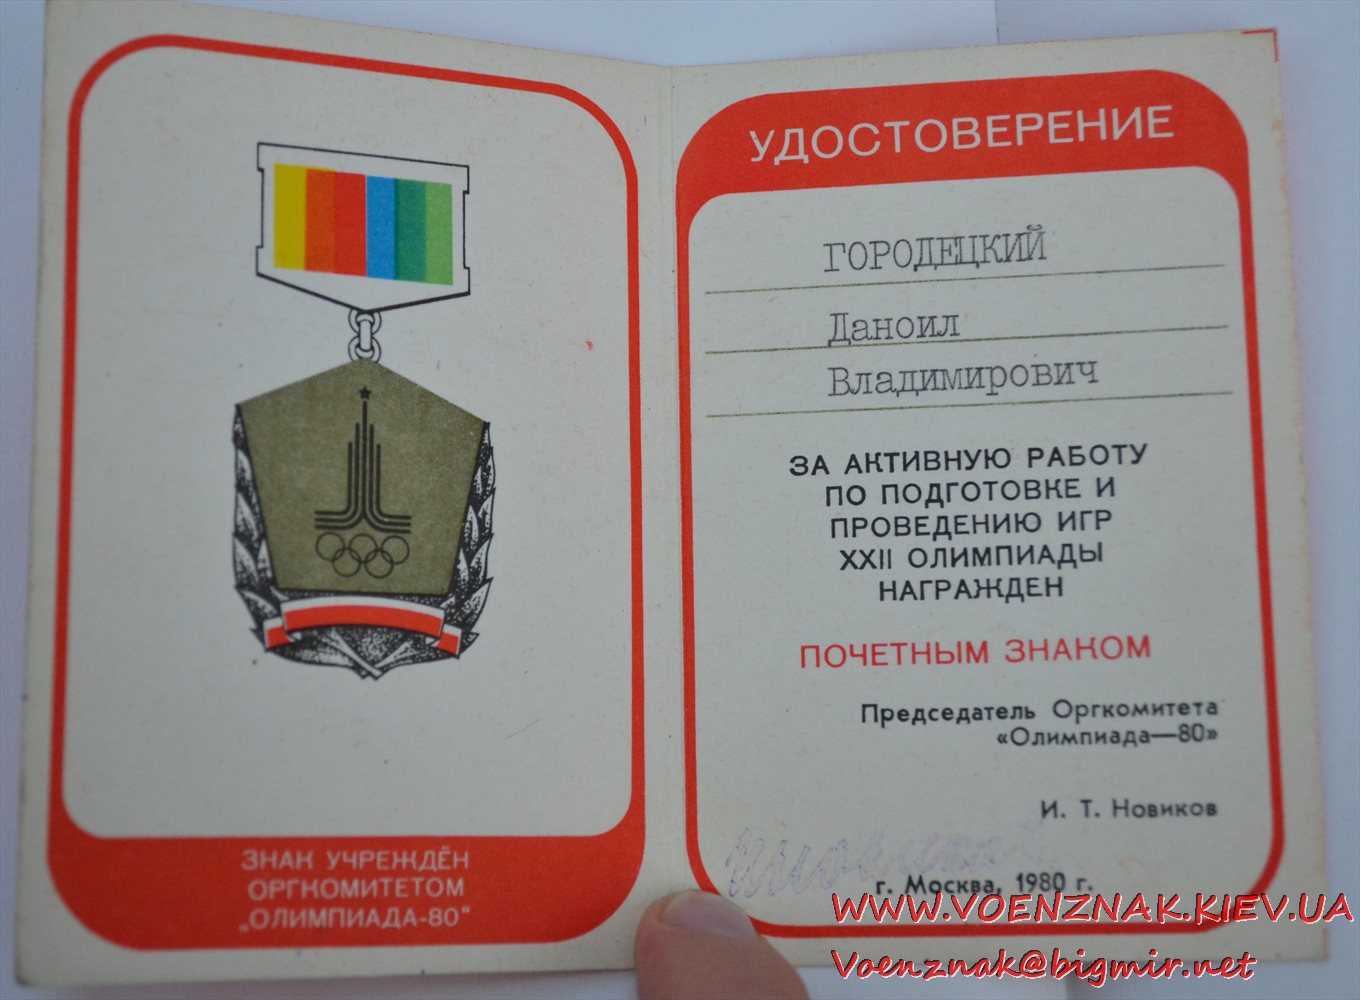 ЗНАК УЧРЕЖДЁН
ОРГКОМИТЕТОМ
„ОЛИМПИАДА-80“
УДОСТОВЕРЕНИЕ
ГОРОДЕЦКИЙ
Даноил
Владимирович
ЗА АКТИВНУЮ РАБОТУ
ПО ПОДГОТОВКЕ И
ПРОВЕДЕНИЮ ИГР
XXII ОЛИМПИАДЫ
НАГРАЖДЕН
ПОЧЕТНЫМ ЗНАКОМ
Председатель Оргкомитета
«Олимпиада—80»
И. Т. Новиков
г. Москва, 1980 г.
WWW.VOENZNAK.KIEV.UA
Voenznak@bigmir.net